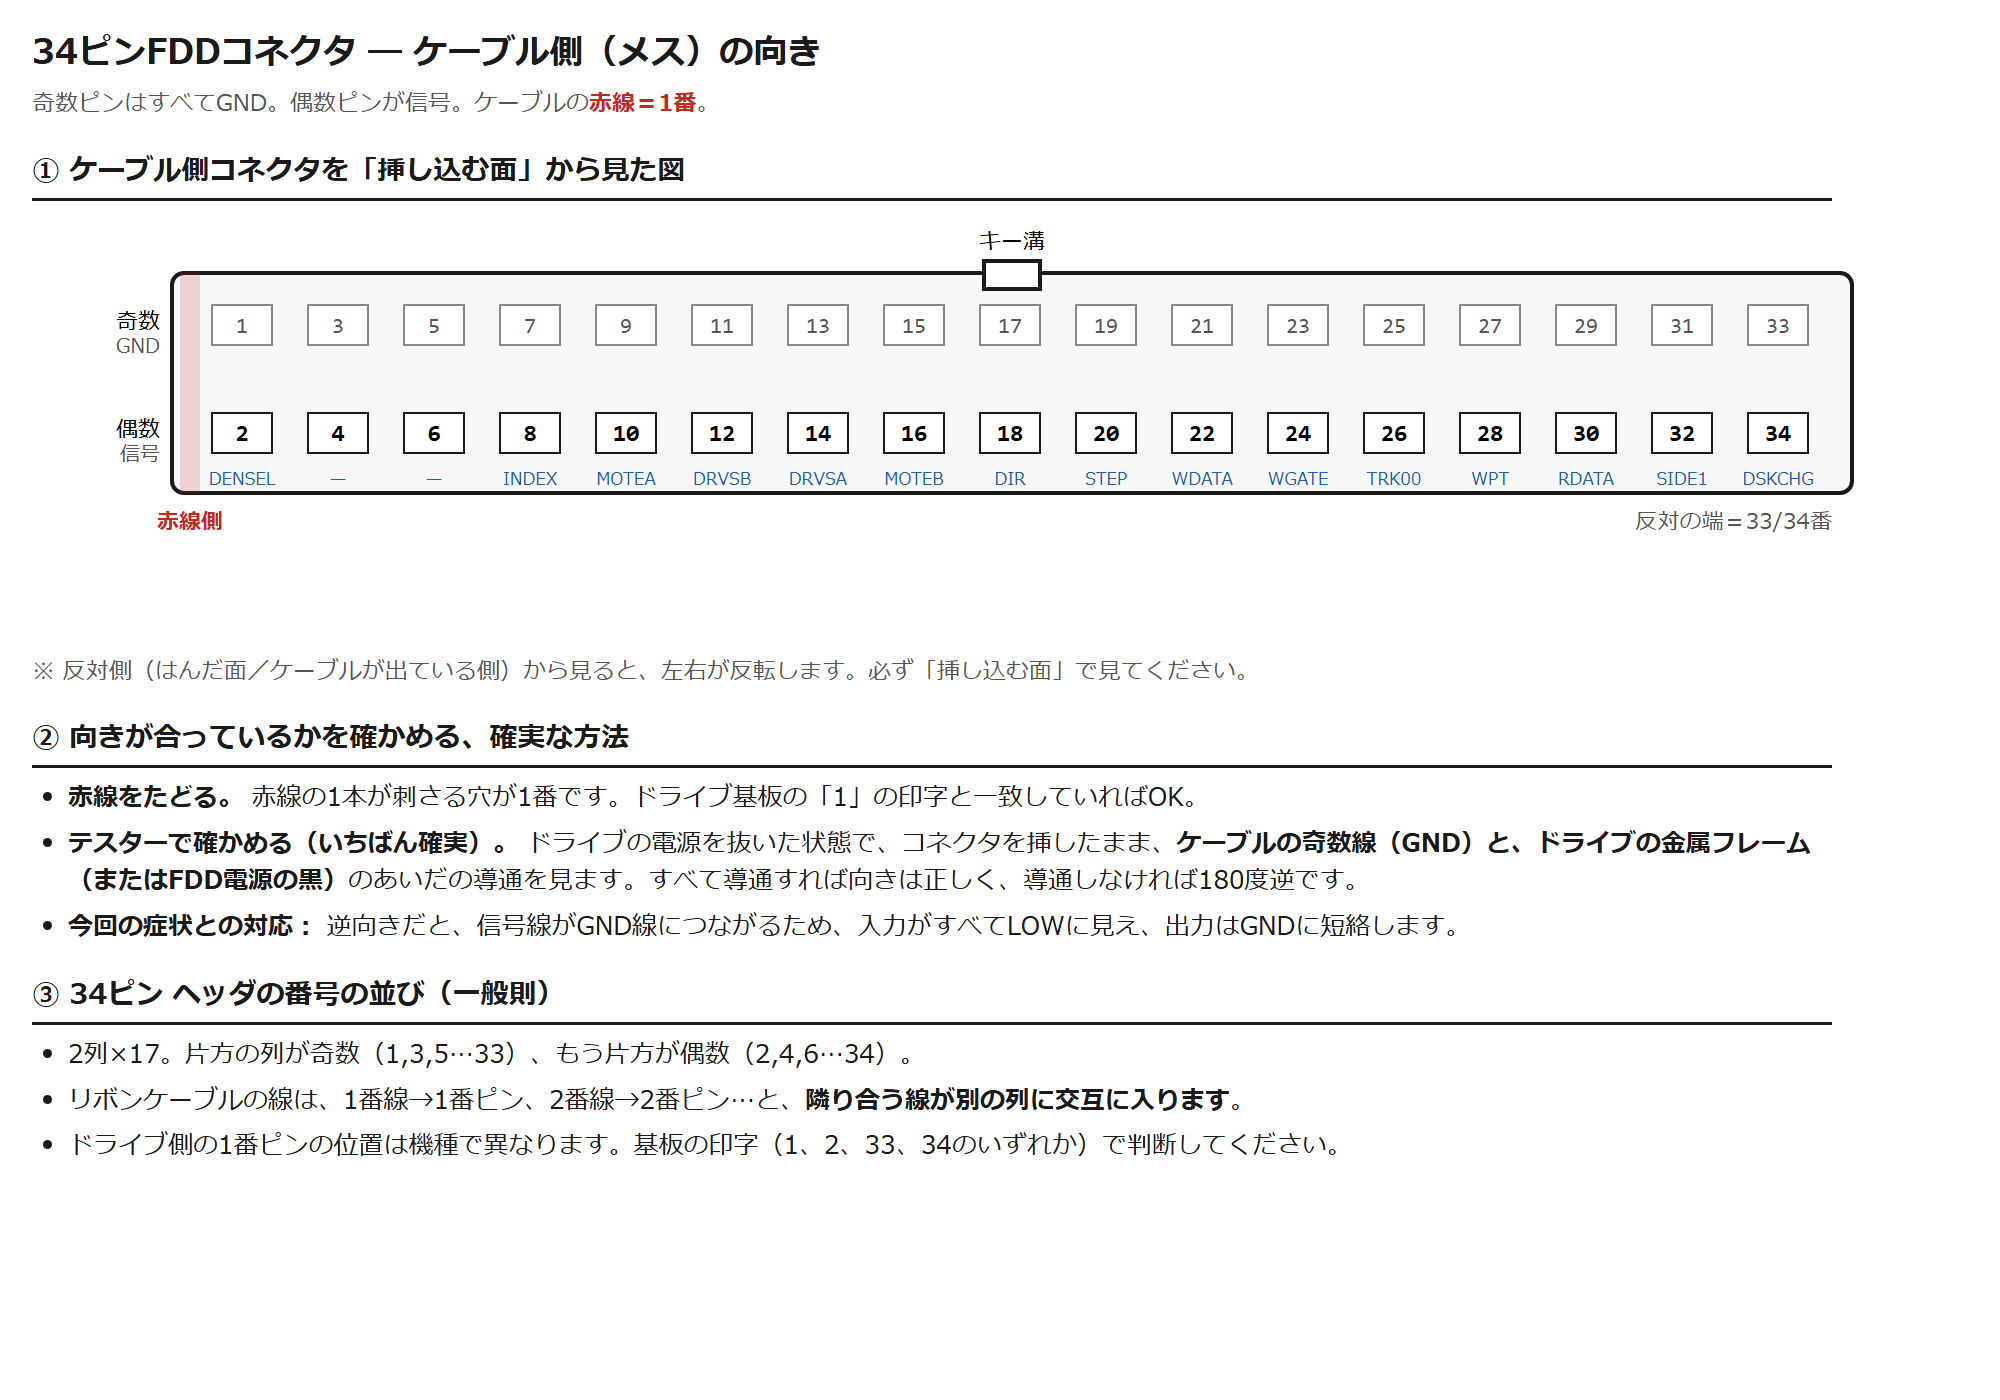 34ピンFDDコネクタ — ケーブル側（メス）の向き
奇数ピンはすべてGND。偶数ピンが信号。ケーブルの赤線＝1番。
① ケーブル側コネクタを「挿し込む面」から見た図
キー溝
奇数
GND
1 3 5 7 9 11 13 15 17 19 21 23 25 27 29 31 33
偶数
信号
2 4 6 8 10 12 14 16 18 20 22 24 26 28 30 32 34
DENSEL — — INDEX MOTEA DRVSB DRVSA MOTEB DIR STEP WDATA WGATE TRK00 WPT RDATA SIDE1 DSKCHG
赤線側
反対の端＝33/34番
※ 反対側（はんだ面／ケーブルが出ている側）から見ると、左右が反転します。必ず「挿し込む面」で見てください。
② 向きが合っているかを確かめる、確実な方法
• 赤線をたどる。 赤線の1本が刺さる穴が1番です。ドライブ基板の「1」の印字と一致していればOK。
• テスターで確かめる（いちばん確実）。 ドライブの電源を抜いた状態で、コネクタを挿したまま、ケーブルの奇数線（GND）と、ドライブの金属フレーム
（またはFDD電源の黒）のあいだの導通を見ます。すべて導通すれば向きは正しく、導通しなければ180度逆です。
• 今回の症状との対応： 逆向きだと、信号線がGND線につながるため、入力がすべてLOWに見え、出力はGNDに短絡します。
③ 34ピン ヘッダの番号の並び（一般則）
• 2列×17。片方の列が奇数（1,3,5…33）、もう片方が偶数（2,4,6…34）。
• リボンケーブルの線は、1番線→1番ピン、2番線→2番ピン…と、隣り合う線が別の列に交互に入ります。
• ドライブ側の1番ピンの位置は機種で異なります。基板の印字（1、2、33、34のいずれか）で判断してください。